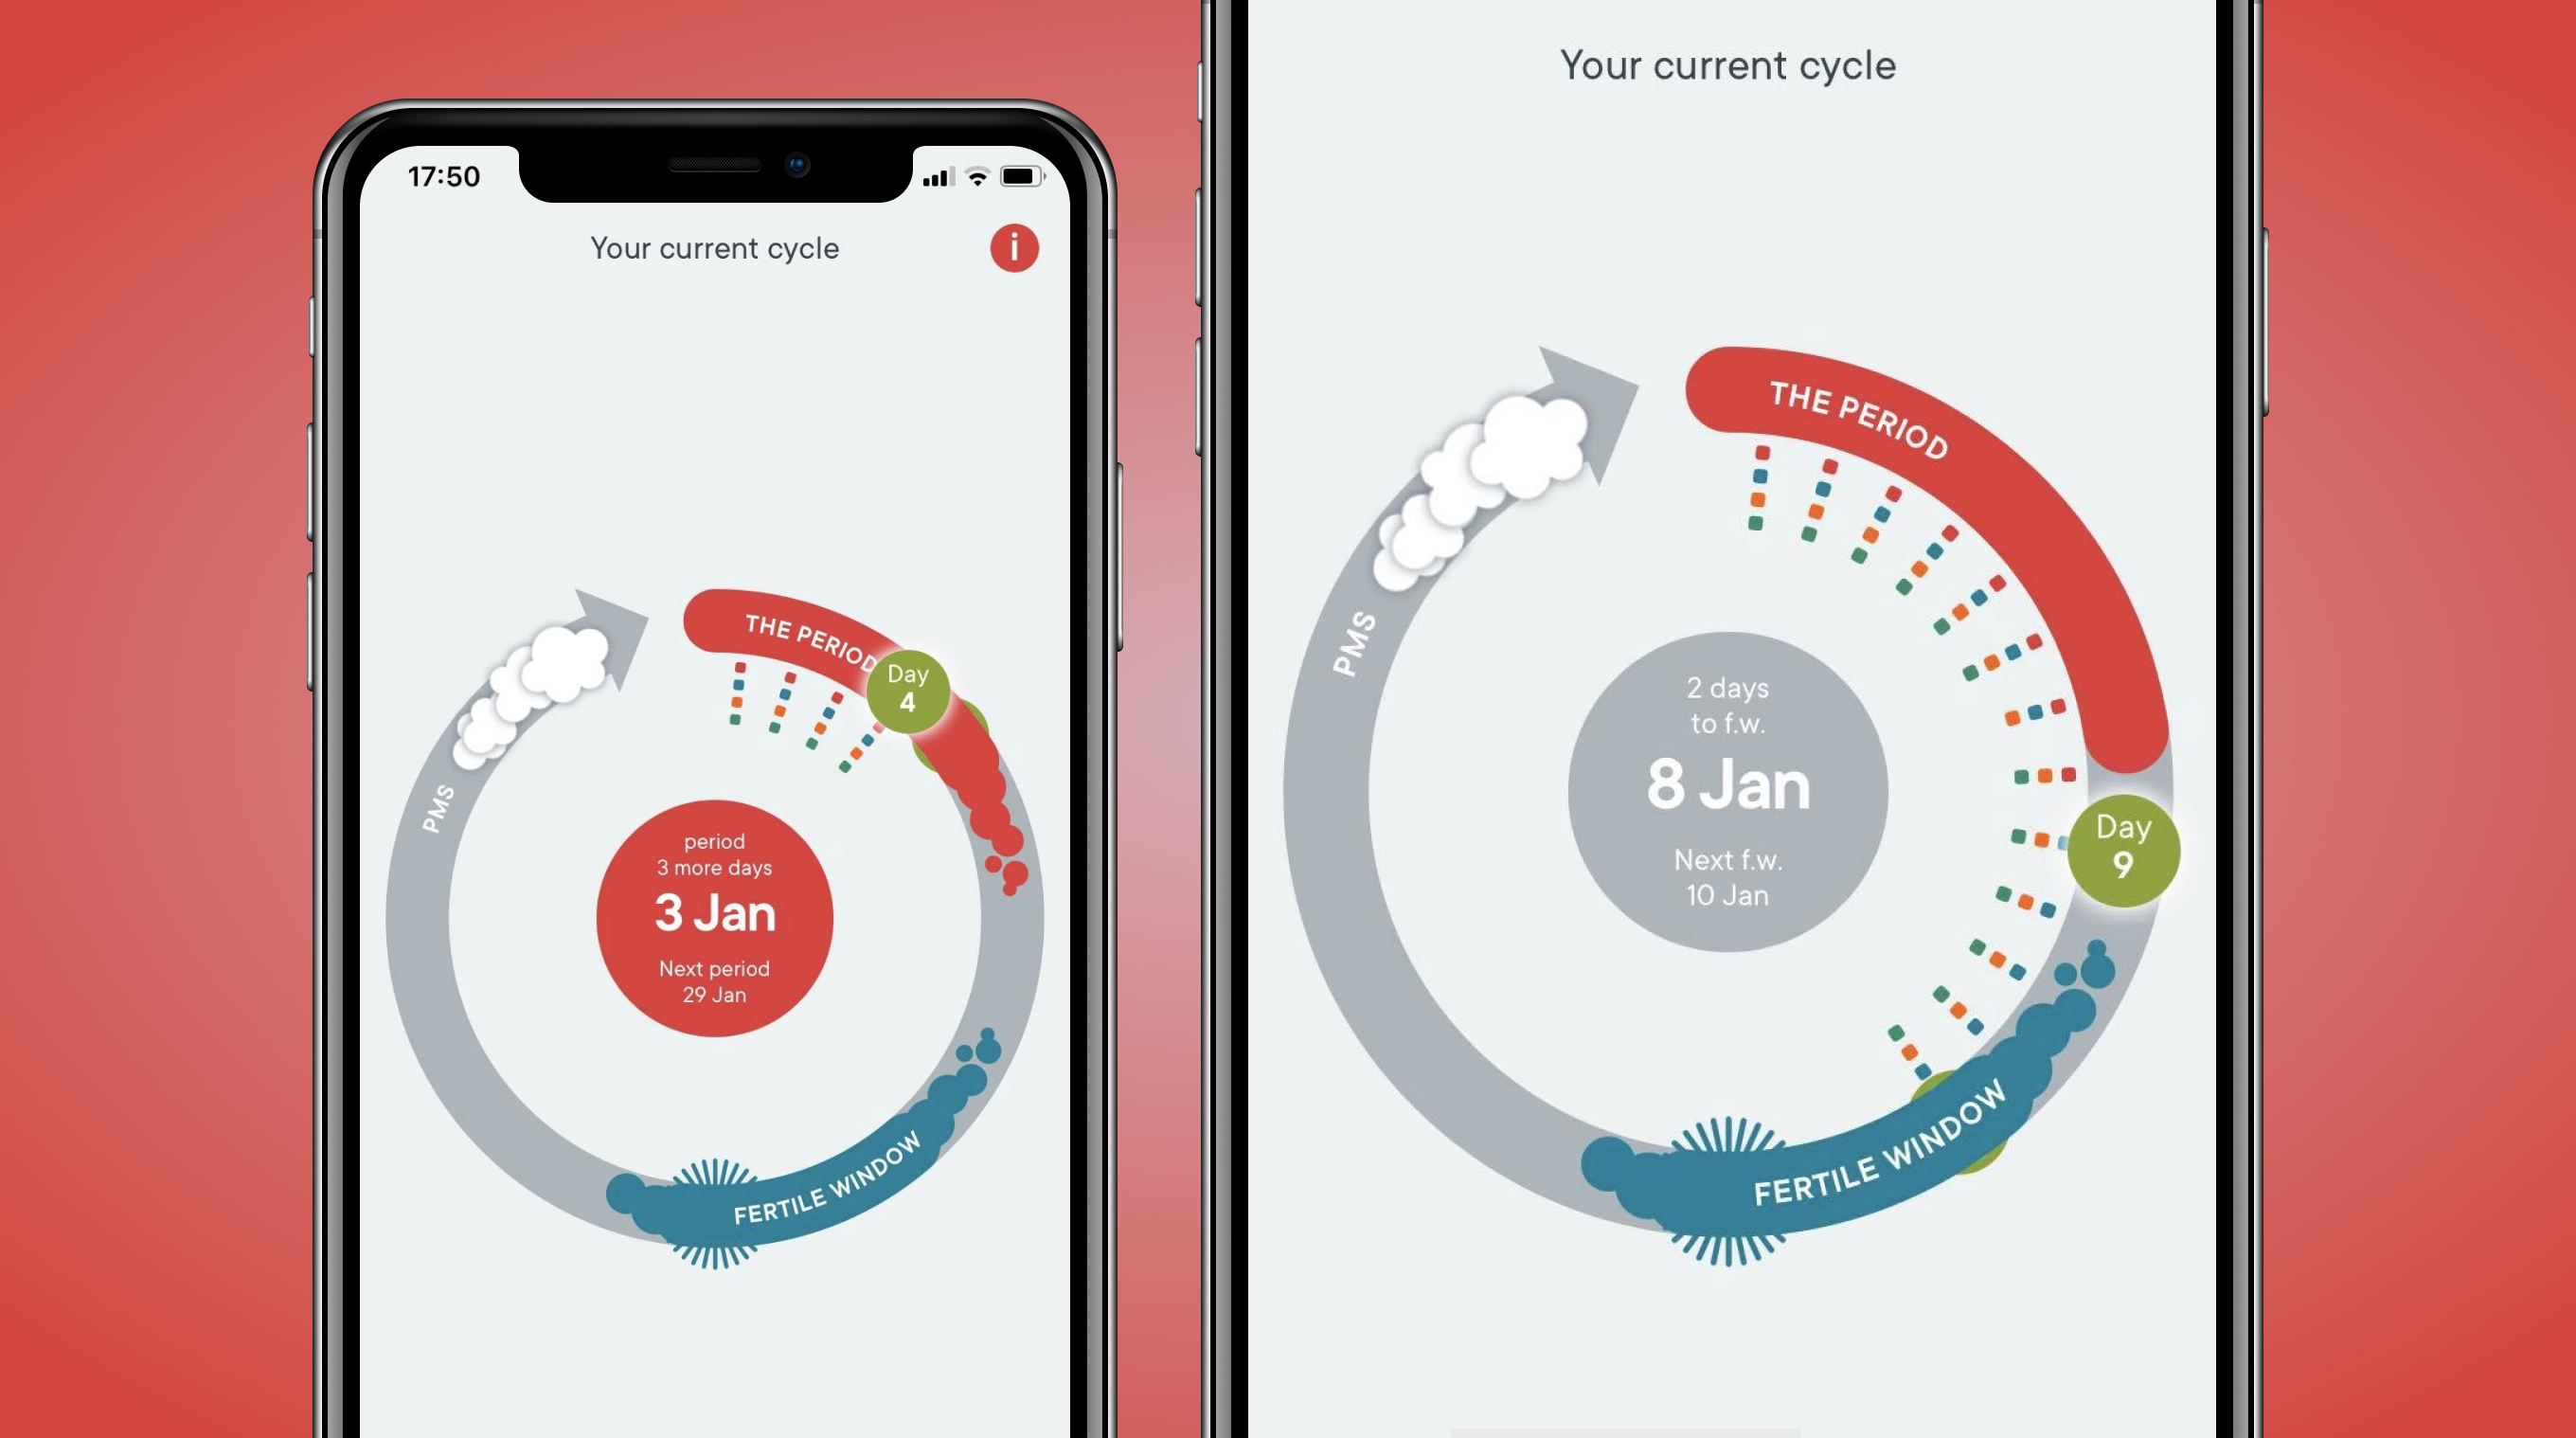 17:50
Your current cycle
i
THE PERIOD
Day
4
PMS
period
3 more days
3 Jan
Next period
29 Jan
FERTILE WINDOW
Your current cycle
THE PERIOD
PMS
2 days
to f.w.
8 Jan
Next f.w.
10 Jan
Day
9
FERTILE WINDOW